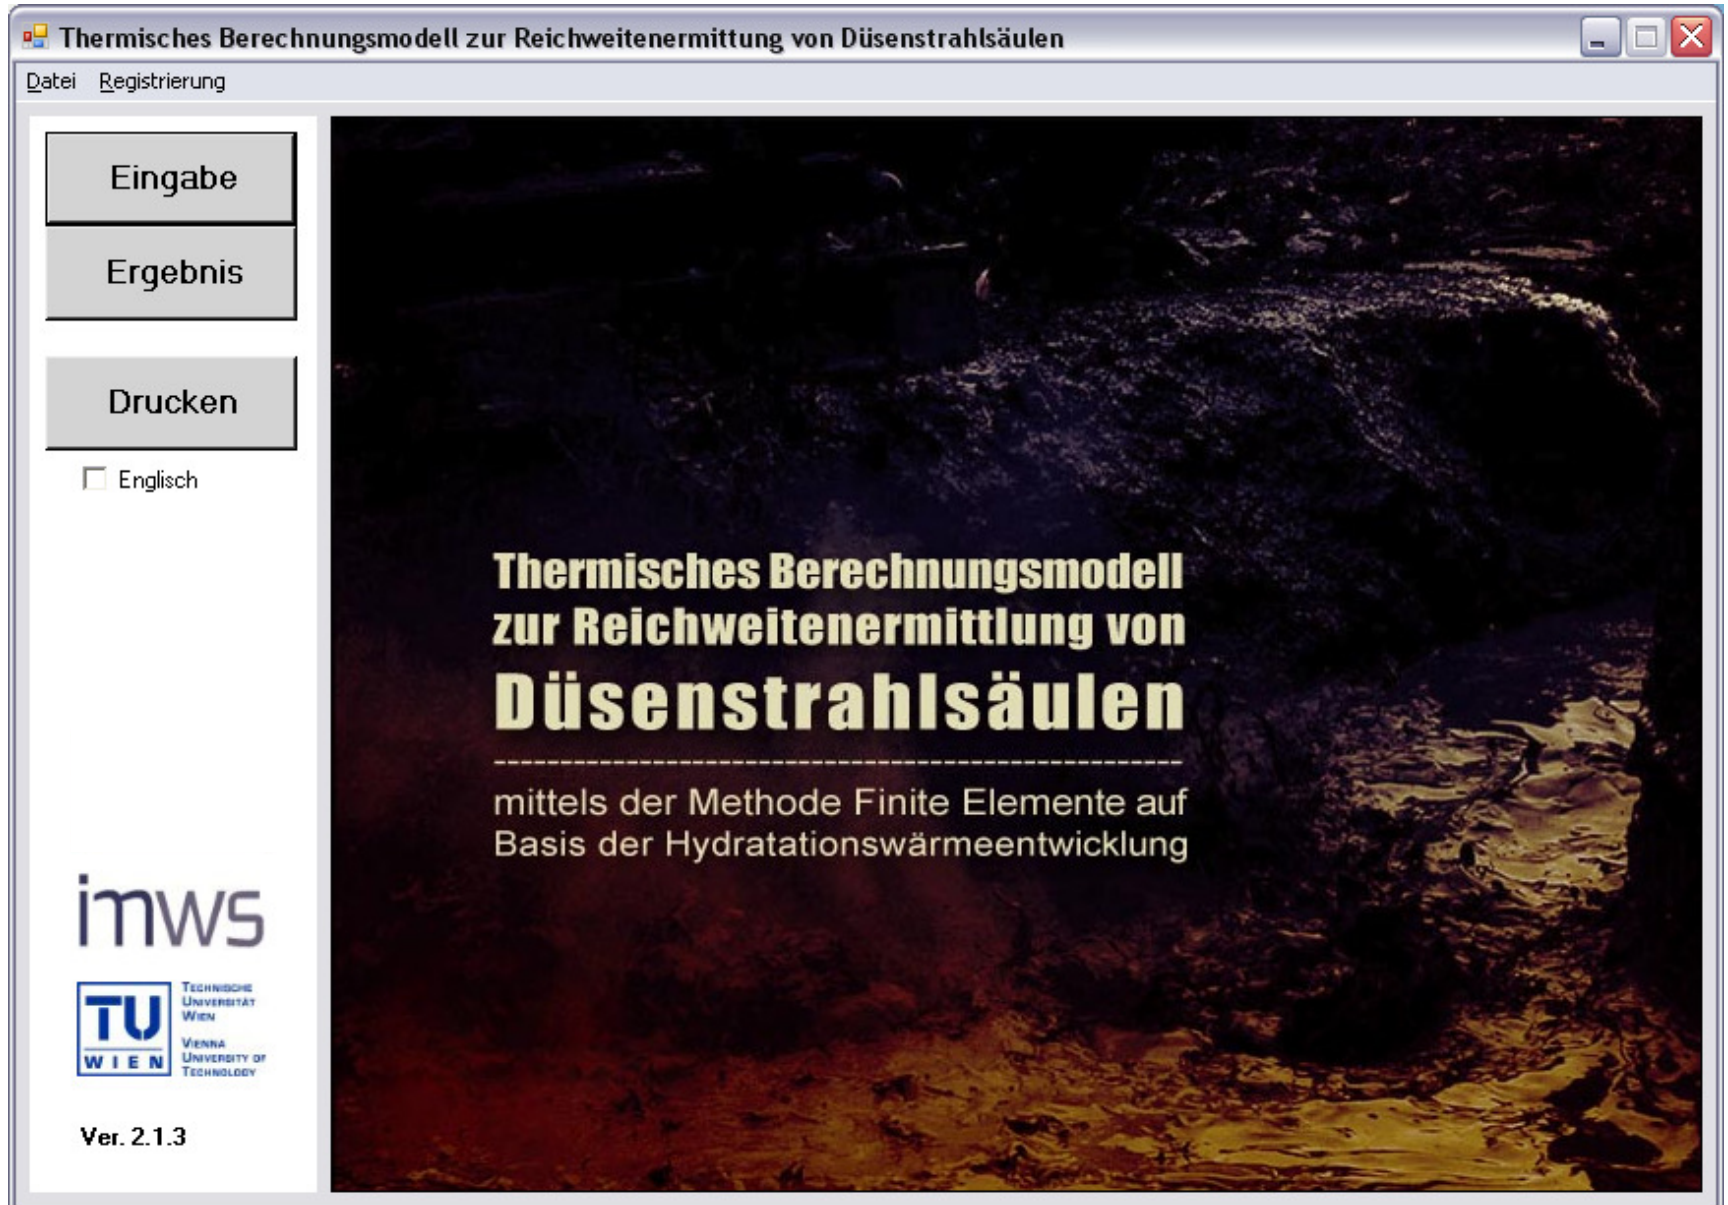 Thermisches Berechnungsmodell zur Reichweitenermittung von Düsenstrahlsäulen
Datei Registrierung
Eingabe
Ergebnis
Drucken
Englisch
Thermisches Berechnungsmodell
zur Reichweitenermittlung von
Düsenstrahlsäulen
----------------------------------------------------
mittels der Methode Finite Elemente auf
Basis der Hydratationswärmeentwicklung
imws
TU
WIEN
TECHNISCHE
UNIVERSITÄT
WIEN
VIENNA
UNIVERSITY OF
TECHNOLOGY
Ver. 2.1.3